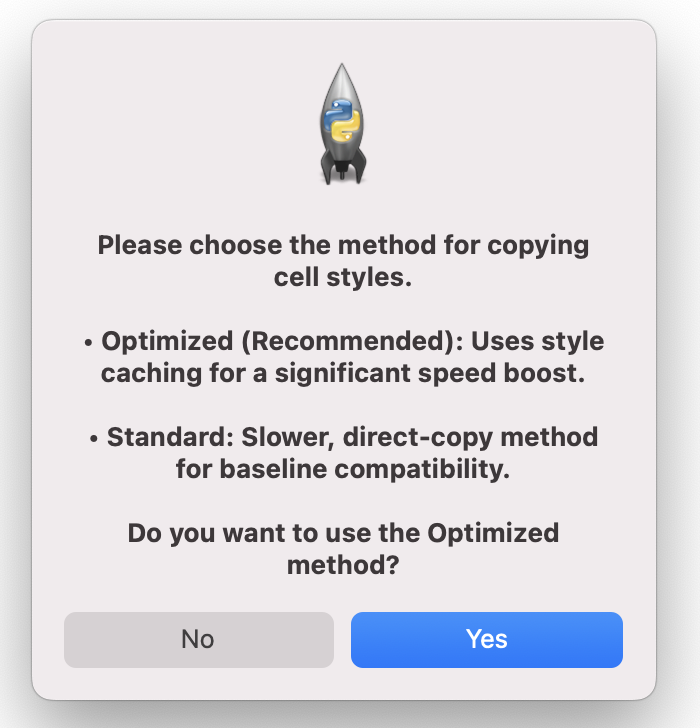 Please choose the method for copying
cell styles.
• Optimized (Recommended): Uses style
caching for a significant speed boost.
• Standard: Slower, direct-copy method
for baseline compatibility.
Do you want to use the Optimized
method?
No
Yes